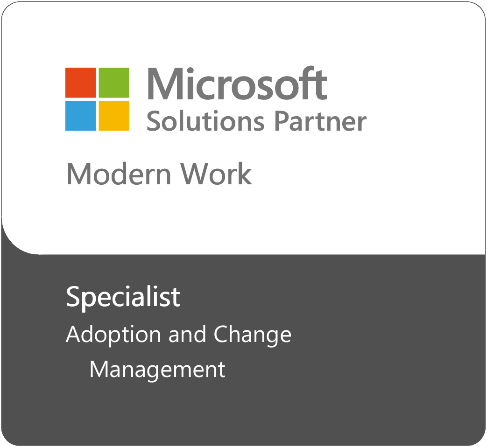 Microsoft
Solutions Partner
Modern Work
Specialist
Adoption and Change
Management